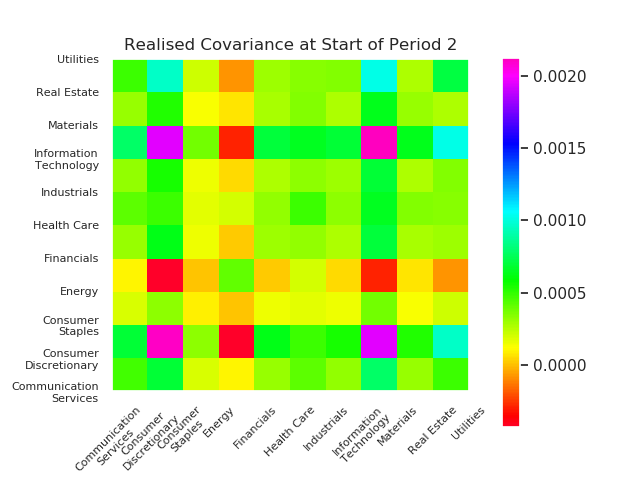 Realised Covariance at Start of Period 2
Utilities
Real Estate
Materials
Information
Technology
Industrials
Health Care
Financials
Energy
Consumer
Staples
Consumer
Discretionary
Communication
Services
0.0020
0.0015
0.0010
0.0005
0.0000
Communication
Services
Consumer
Discretionary
Consumer
Staples
Energy
Financials
Health Care
Industrials
Information
Technology
Materials
Real Estate
Utilities